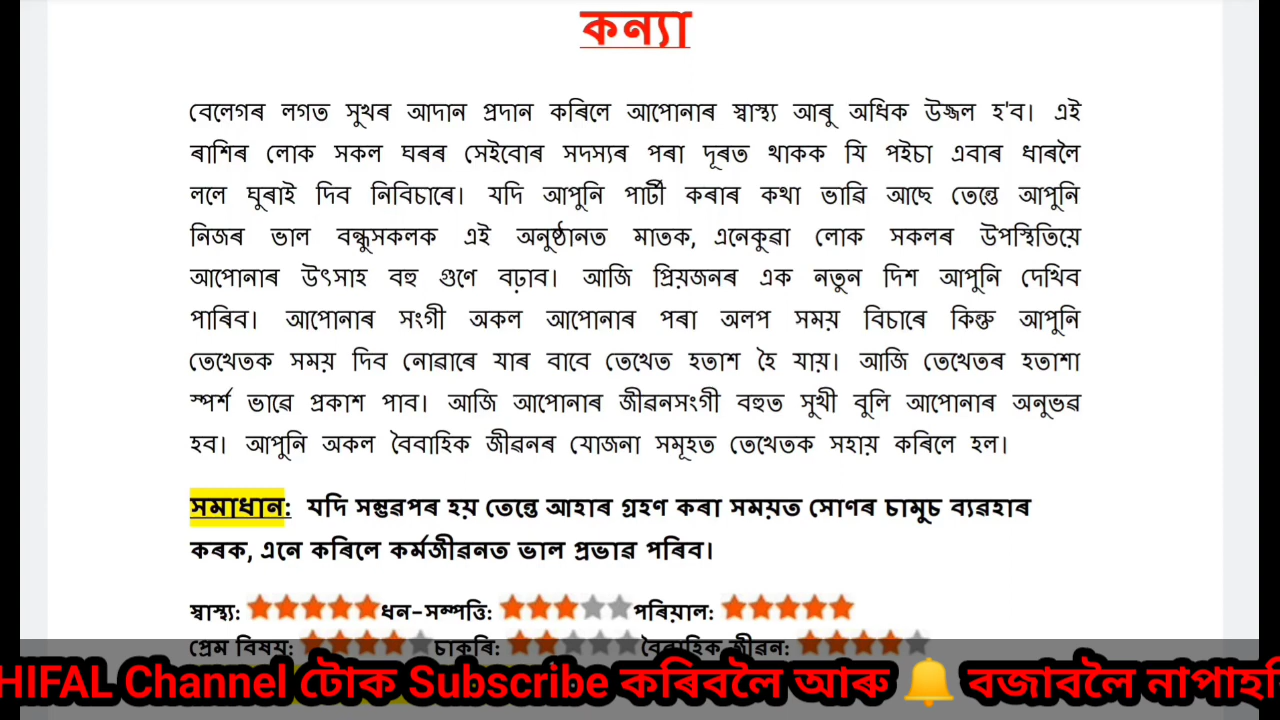 কন্যা
বেলেগৰ লগত সুখৰ আদান প্ৰদান কৰিলে আপোনাৰ স্বাস্থ্য আৰু অধিক উজ্জল হ'ব। এই
ৰাশিৰ লোক সকল ঘৰৰ সেইবোৰ সদস্যৰ পৰা দূৰত থাকক যি পইচা এবাৰ ধাৰলৈ
ললে ঘুৰাই দিব নিবিচাৰে। যদি আপুনি পাৰ্টী কৰাৰ কথা ভাৱি আছে তেন্তে আপুনি
নিজৰ ভাল বন্ধুসকলক এই অনুষ্ঠানত মাতক, এনেকুৱা লোক সকলৰ উপস্থিতিয়ে
আপোনাৰ উৎসাহ বহু গুণে বঢ়াব। আজি প্ৰিয়জনৰ এক নতুন দিশ আপুনি দেখিব
পাৰিব। আপোনাৰ সংগী অকল আপোনাৰ পৰা অলপ সময় বিচাৰে কিন্তু আপুনি
তেখেতক সময় দিব নোৱাৰে যাৰ বাবে তেখেত হতাশ হৈ যায়। আজি তেখেতৰ হতাশা
স্পৰ্শ ভাৱে প্ৰকাশ পাব। আজি আপোনাৰ জীৱনসংগী বহুত সুখী বুলি আপোনাৰ অনুভৱ
হব। আপুনি অকল বৈবাহিক জীৱনৰ যোজনা সমূহত তেখেতক সহায় কৰিলে হল।
সমাধান: যদি সম্ভৱপৰ হয় তেন্তে আহাৰ গ্ৰহণ কৰা সময়ত সোণৰ চামুচ ব্যৱহাৰ
কৰক, এনে কৰিলে কৰ্মজীৱনত ভাল প্ৰভাৱ পৰিব।
স্বাস্থ্য: ধন-সম্পত্তি: পৰিয়াল:
প্ৰেম বিষয়: চাকৰি: বৈবাহিক জীৱন:
HIFAL Channel টোক Subscribe কৰিবলৈ আৰু 🔔 বজাবলৈ